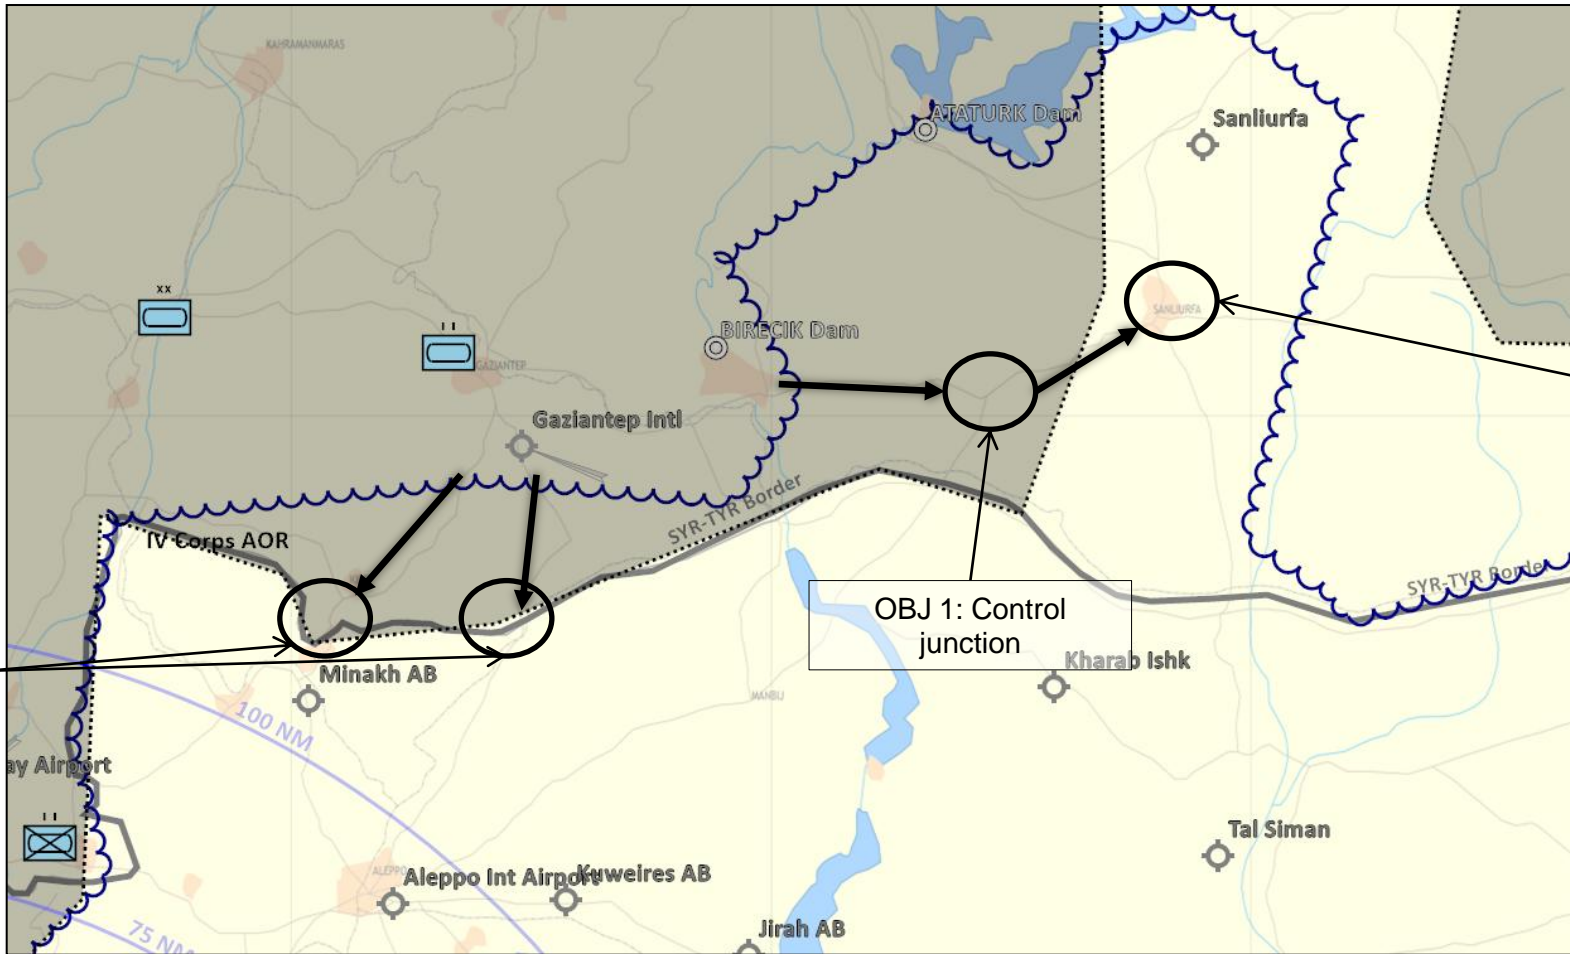 KAHRAMANMARAS
ATATURK Dam
Sanliurfa
XX
I I
BIRECIK Dam
SANLIURFA
GAZIANTEP
Gaziantep Intl
SYR-TYR Border
IV Corps AOR
SYR-TYR Border
OBJ 1: Control
junction
Kharab Ishk
Minakh AB
MANBIJ
100 NM
ay Airport
I I
Tal Siman
ALEPPO
Aleppo Int Airport
Kuweires AB
Jirah AB
75 NM